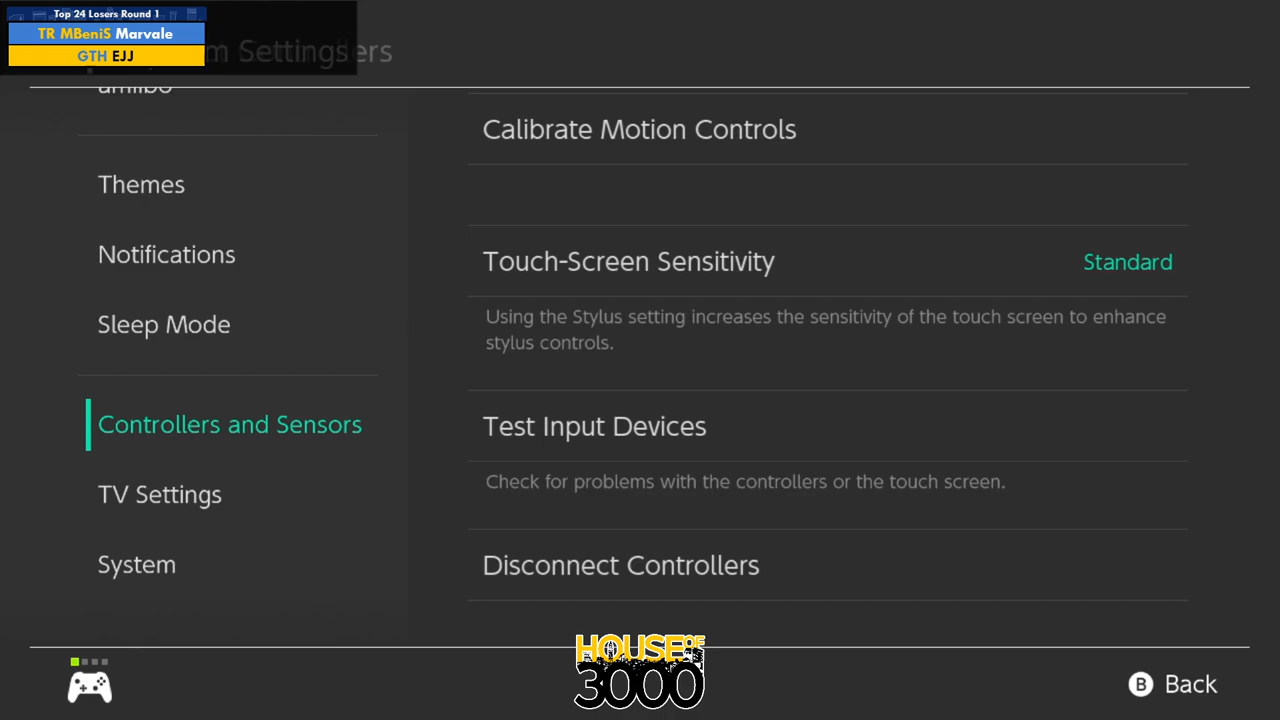 Top 24 Losers Round 1
TR MBeniS Marvale
GTH EJJ
Settings
amiibo
Themes
Notifications
Sleep Mode
Controllers and Sensors
TV Settings
System
Calibrate Motion Controls
Touch-Screen Sensitivity Standard
Using the Stylus setting increases the sensitivity of the touch screen to enhance
stylus controls.
Test Input Devices
Check for problems with the controllers or the touch screen.
Disconnect Controllers
HOUSE OF
3000
B Back